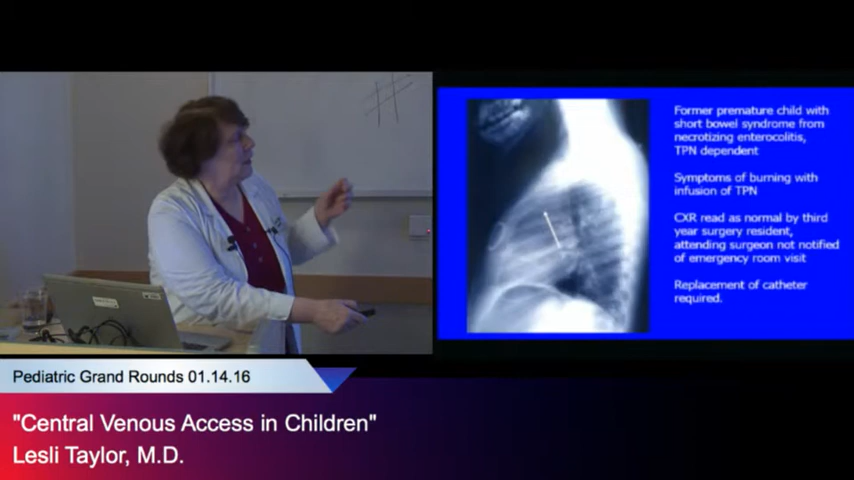 Former premature child with
short bowel syndrome from
necrotizing enterocolitis,
TPN dependent
Symptoms of burning with
infusion of TPN
CXR read as normal by third
year surgery resident,
attending surgeon not notified
of emergency room visit
Replacement of catheter
required.
Pediatric Grand Rounds 01.14.16
"Central Venous Access in Children"
Lesli Taylor, M.D.